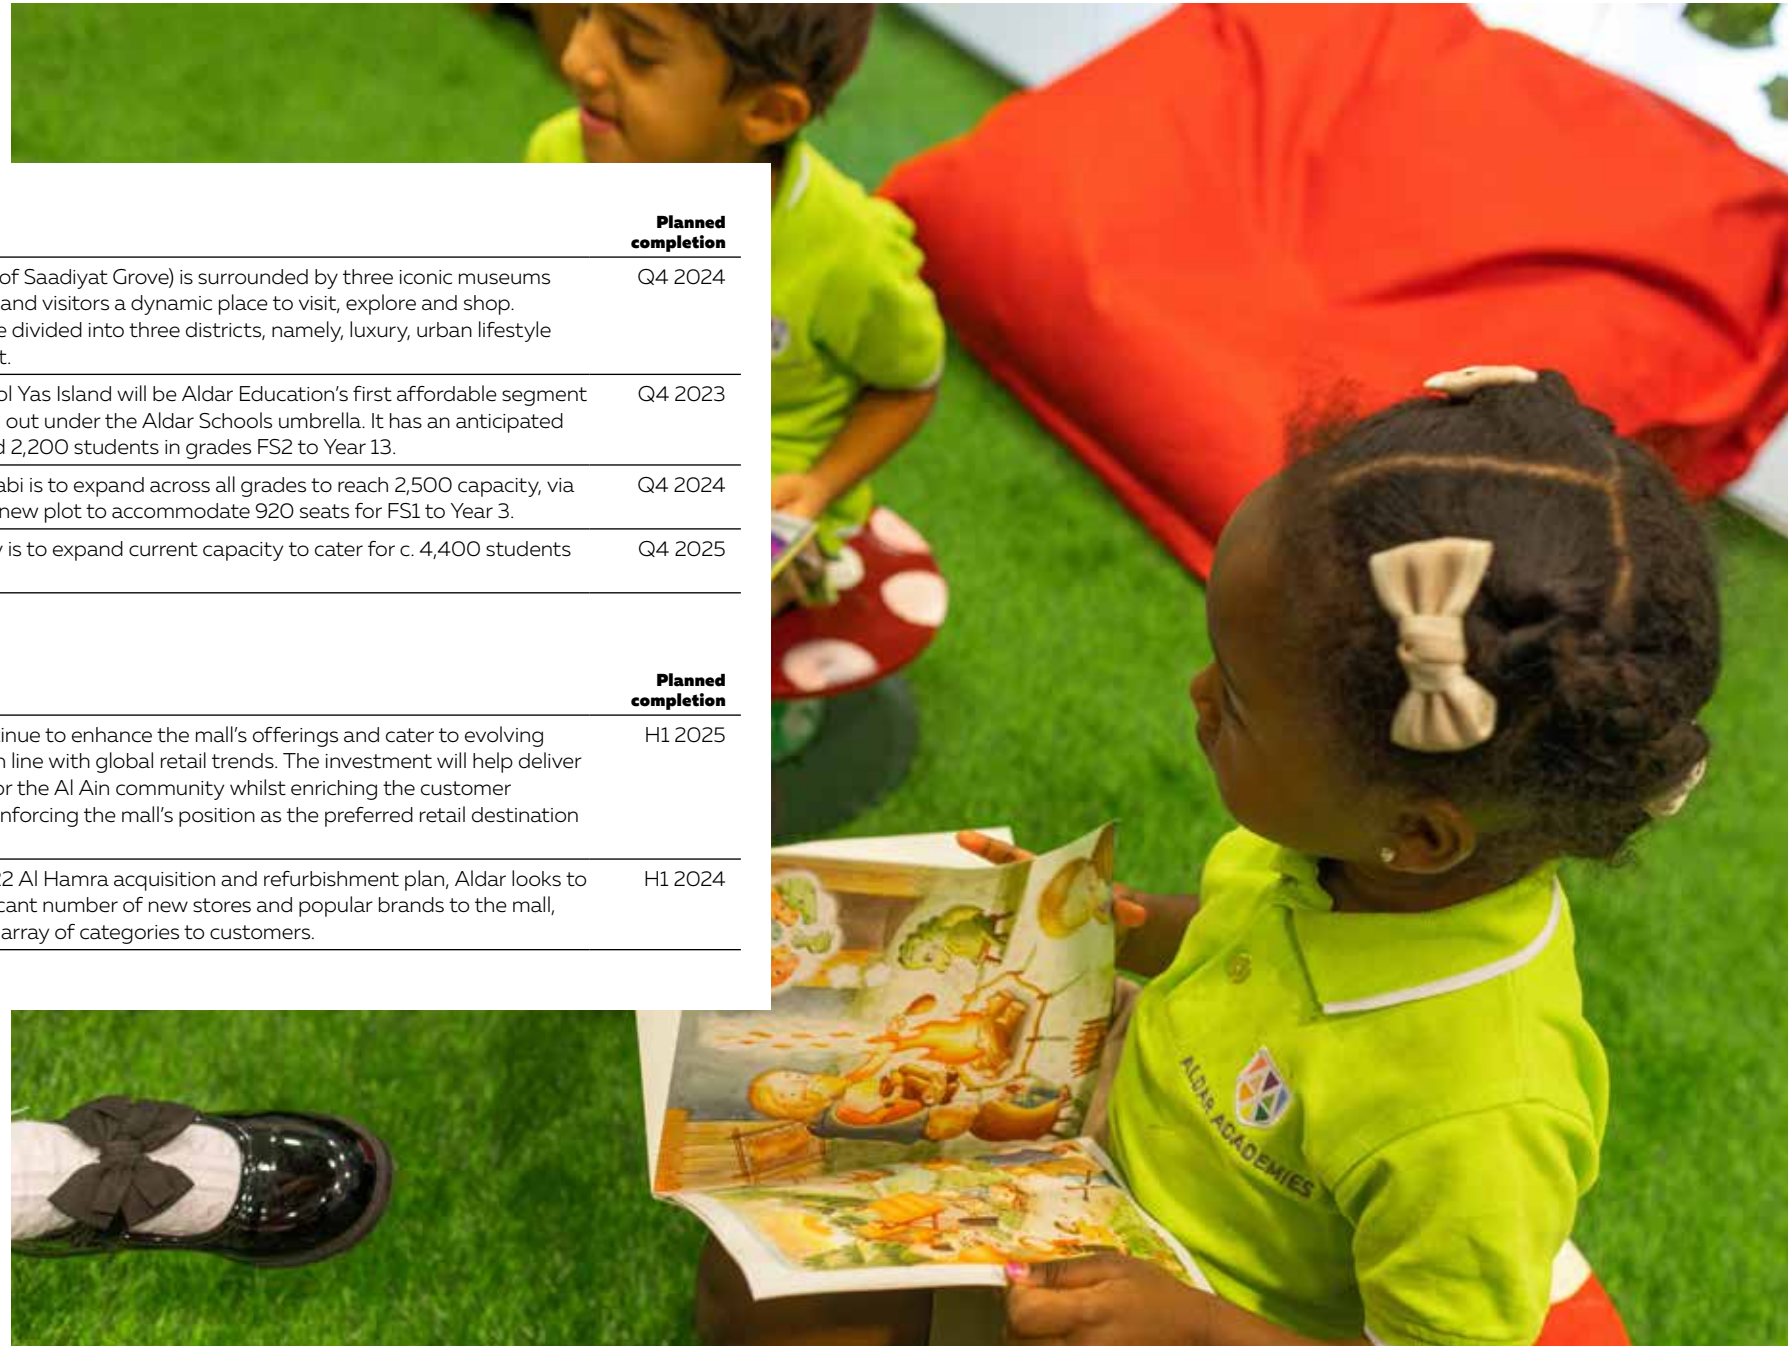 Planned
completion
of Saadiyat Grove) is surrounded by three iconic museums Q4 2024
and visitors a dynamic place to visit, explore and shop.
divided into three districts, namely, luxury, urban lifestyle
Yas Island will be Aldar Education's first affordable segment Q4 2023
out under the Aldar Schools umbrella. It has an anticipated
2,200 students in grades FS2 to Year 13.
is to expand across all grades to reach 2,500 capacity, via Q4 2024
new plot to accommodate 920 seats for FS1 to Year 3.
is to expand current capacity to cater for c. 4,400 students Q4 2025
Planned
completion
to enhance the mall's offerings and cater to evolving H1 2025
line with global retail trends. The investment will help deliver
the Al Ain community whilst enriching the customer
the mall's position as the preferred retail destination
Al Hamra acquisition and refurbishment plan, Aldar looks to H1 2024
number of new stores and popular brands to the mall,
array of categories to customers.
ALDAR ACADEMIES